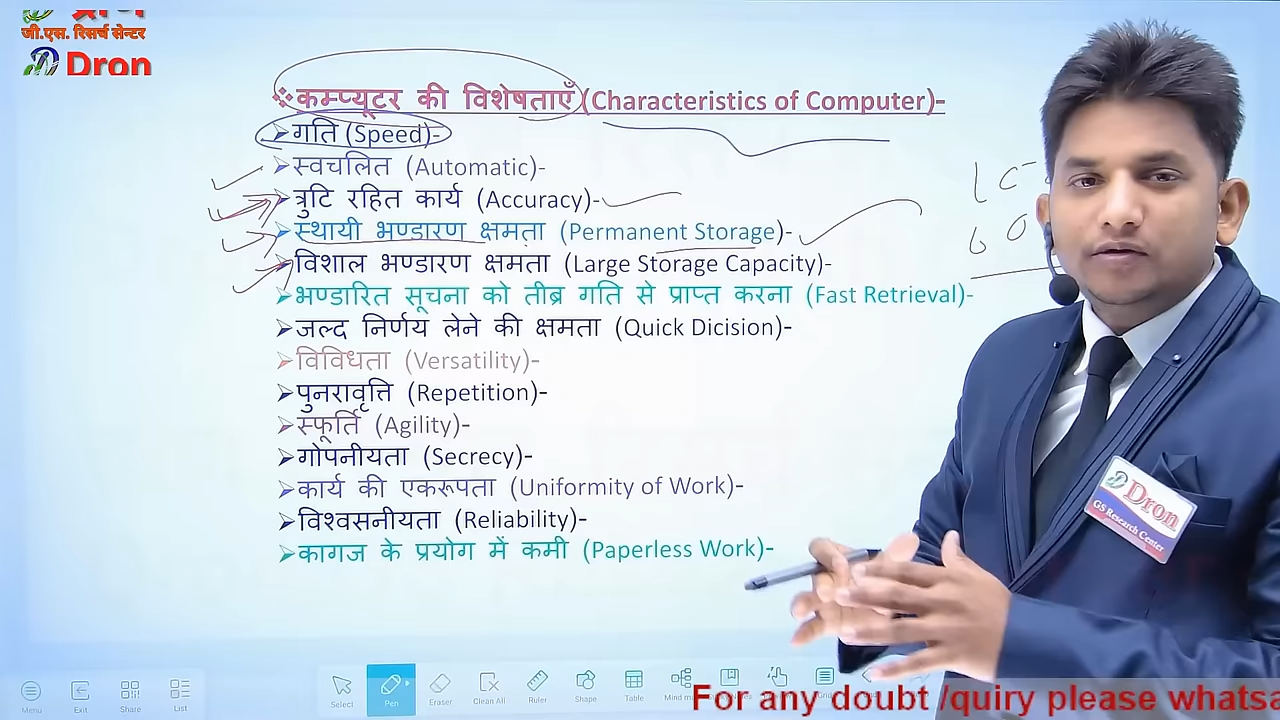 जी.एस. रिसर्च सेन्टर
Dron
❖कम्प्यूटर की विशेषताएँ (Characteristics of Computer)-
➢गति (Speed)-
➢स्वचलित (Automatic)-
➢त्रुटि रहित कार्य (Accuracy)-
➢स्थायी भण्डारण क्षमता (Permanent Storage)-
➢विशाल भण्डारण क्षमता (Large Storage Capacity)-
➢भण्डारित सूचना को तीब्र गति से प्राप्त करना (Fast Retrieval)-
➢जल्द निर्णय लेने की क्षमता (Quick Dicision)-
➢विविधता (Versatility)-
➢पुनरावृत्ति (Repetition)-
➢स्फूर्ति (Agility)-
➢गोपनीयता (Secrecy)-
➢कार्य की एकरूपता (Uniformity of Work)-
➢विश्वसनीयता (Reliability)-
➢कागज के प्रयोग में कमी (Paperless Work)-
Dron
GS Research Center
Menu Exit Share List Select Pen Eraser Clean All Ruler Shape Table Mind
For any doubt /quiry please whatsa